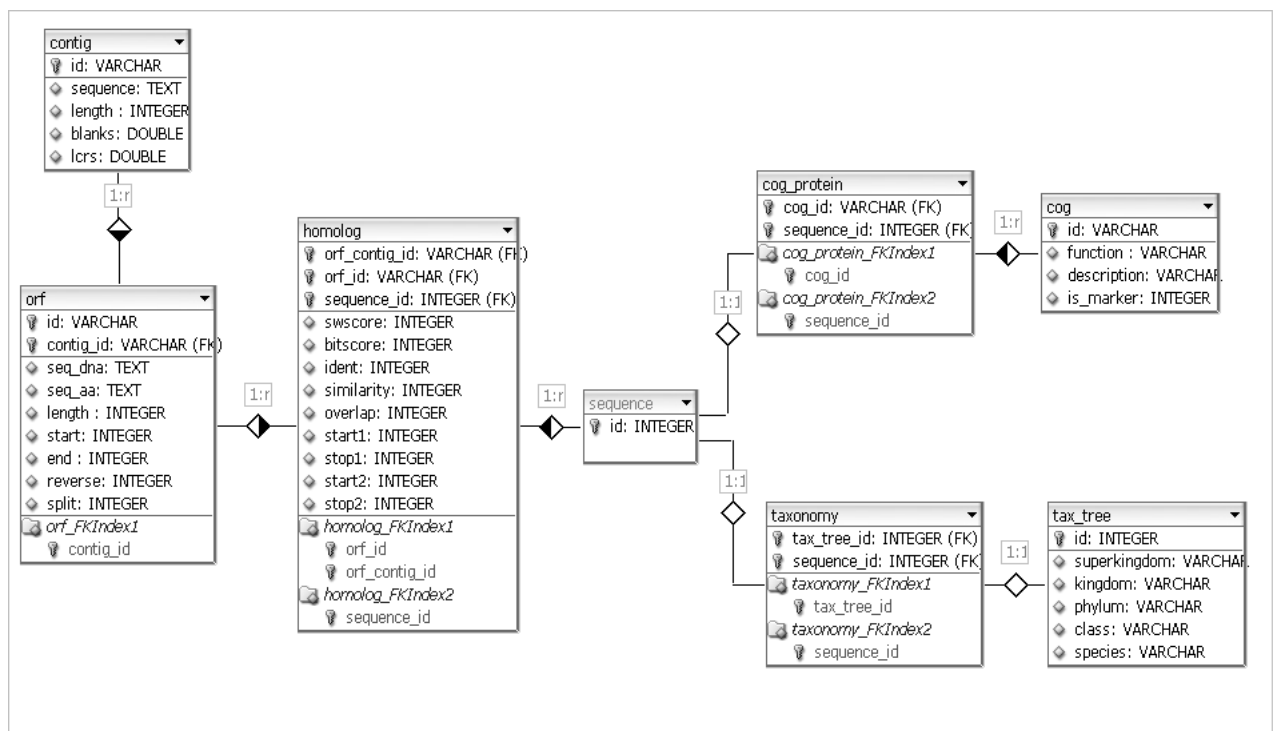 contig
id: VARCHAR
sequence: TEXT
length : INTEGER
blanks: DOUBLE
lcrs: DOUBLE
1:r
orf
id: VARCHAR
contig_id: VARCHAR (FK)
seq_dna: TEXT
seq_aa: TEXT
length : INTEGER
start: INTEGER
end : INTEGER
reverse: INTEGER
split: INTEGER
orf_FKIndex1
contig_id
1:r
homolog
orf_contig_id: VARCHAR (FK)
orf_id: VARCHAR (FK)
sequence_id: INTEGER (FK)
swscore: INTEGER
bitscore: INTEGER
ident: INTEGER
similarity: INTEGER
overlap: INTEGER
start1: INTEGER
stop1: INTEGER
start2: INTEGER
stop2: INTEGER
homolog_FKIndex1
orf_id
orf_contig_id
homolog_FKIndex2
sequence_id
1:r
sequence
id: INTEGER
1:1
cog_protein
cog_id: VARCHAR (FK)
sequence_id: INTEGER (FK)
cog_protein_FKIndex1
cog_id
cog_protein_FKIndex2
sequence_id
1:r
cog
id: VARCHAR
function : VARCHAR
description: VARCHAR
is_marker: INTEGER
1:1
taxonomy
tax_tree_id: INTEGER (FK)
sequence_id: INTEGER (FK)
taxonomy_FKIndex1
tax_tree_id
taxonomy_FKIndex2
sequence_id
1:1
tax_tree
id: INTEGER
superkingdom: VARCHAR
kingdom: VARCHAR
phylum: VARCHAR
class: VARCHAR
species: VARCHAR